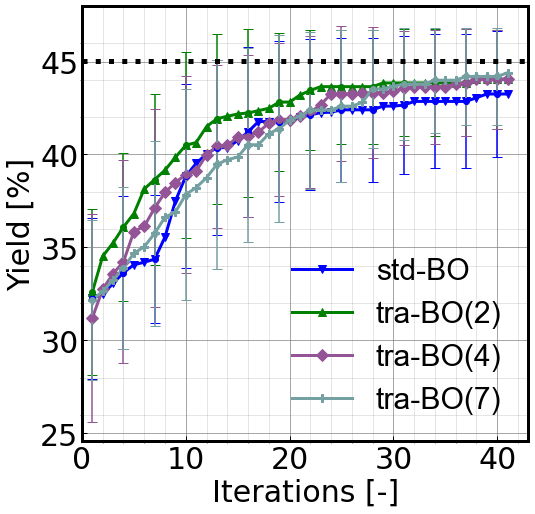 45
40
35
30
25
Yield [%]
std-BO
tra-BO(2)
tra-BO(4)
tra-BO(7)
0 10 20 30 40
Iterations [-]